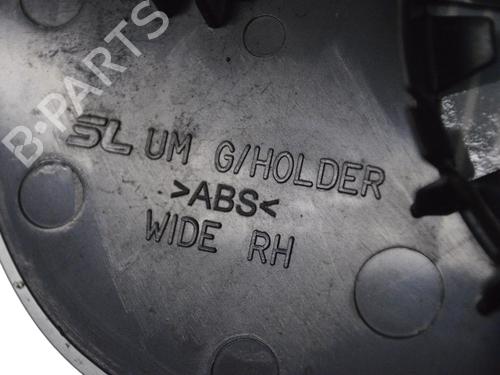 B-PARTS
SL UM G/HOLDER
>ABS<
WIDE RH